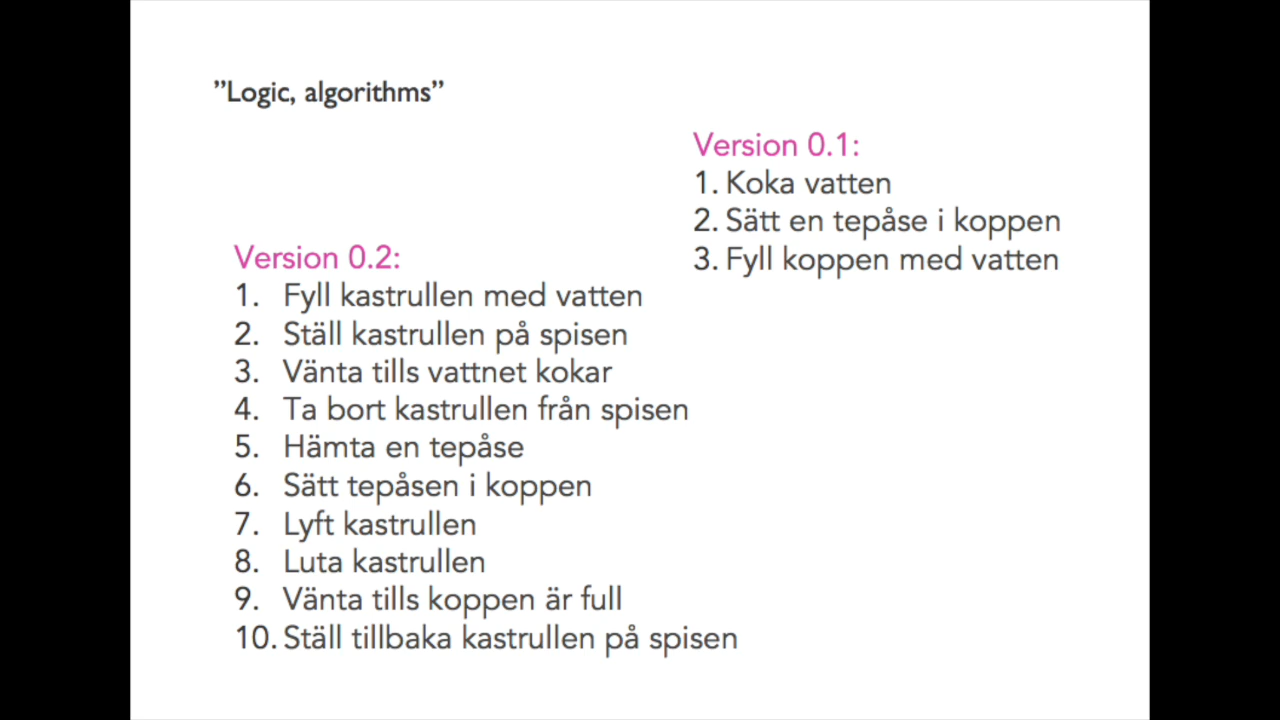 ”Logic, algorithms”
Version 0.1:
1. Koka vatten
2. Sätt en tepåse i koppen
3. Fyll koppen med vatten
Version 0.2:
1. Fyll kastrullen med vatten
2. Ställ kastrullen på spisen
3. Vänta tills vattnet kokar
4. Ta bort kastrullen från spisen
5. Hämta en tepåse
6. Sätt tepåsen i koppen
7. Lyft kastrullen
8. Luta kastrullen
9. Vänta tills koppen är full
10. Ställ tillbaka kastrullen på spisen